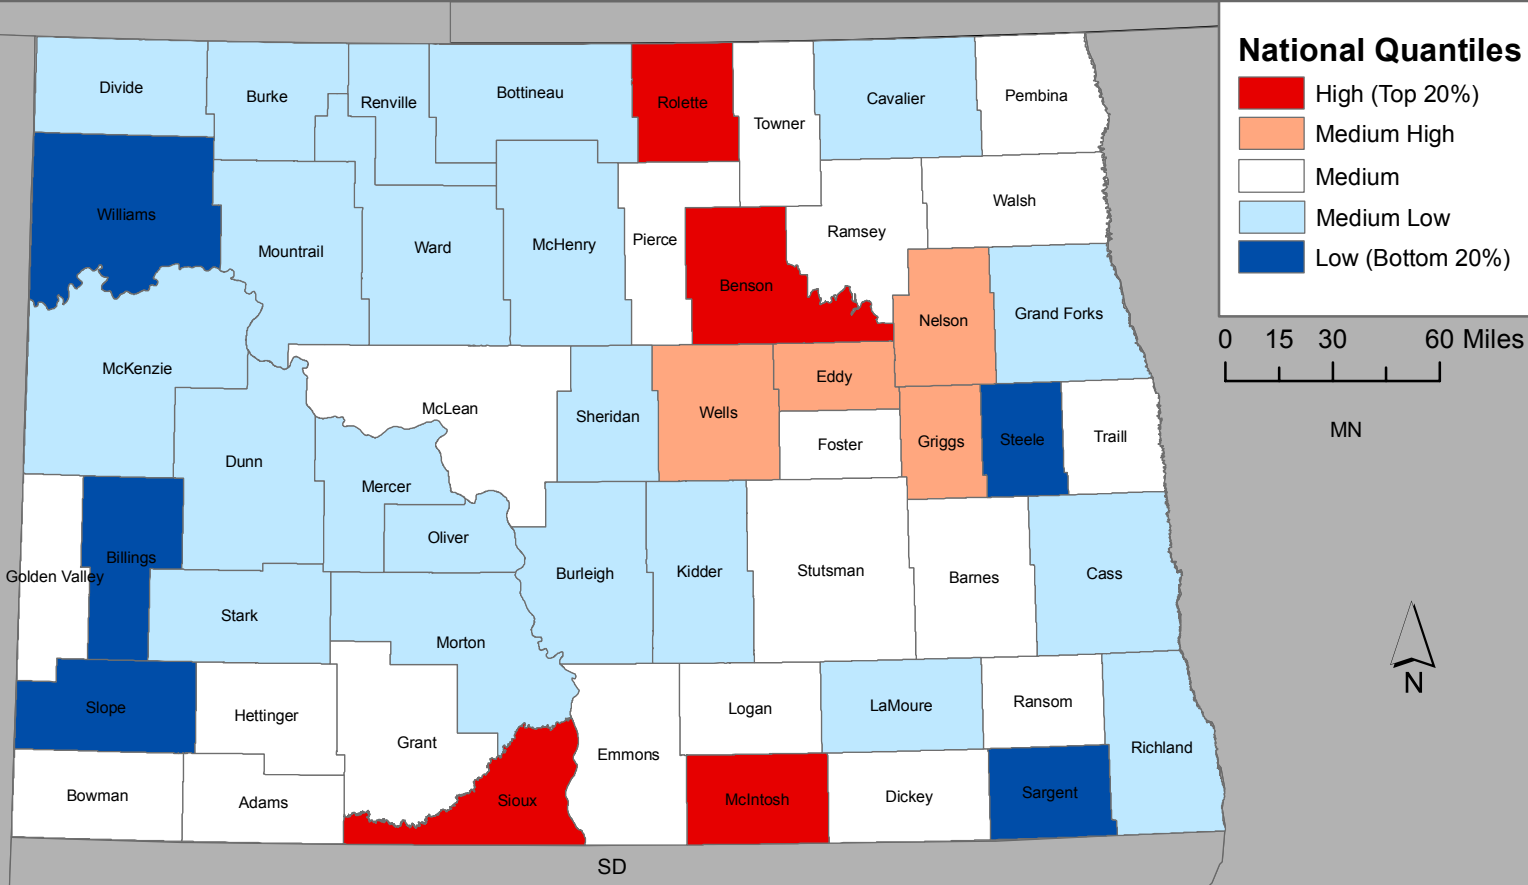 National Quantiles
High (Top 20%)
Medium High
Medium
Medium Low
Low (Bottom 20%)
0 15 30 60 Miles
MN
N
SD
Divide
Burke
Renville
Bottineau
Rolette
Towner
Cavalier
Pembina
Williams
Mountrail
Ward
McHenry
Pierce
Benson
Ramsey
Walsh
Nelson
Grand Forks
McKenzie
McLean
Sheridan
Wells
Eddy
Foster
Griggs
Steele
Traill
Dunn
Mercer
Oliver
Golden Valley
Billings
Stark
Morton
Burleigh
Kidder
Stutsman
Barnes
Cass
Slope
Hettinger
Grant
Emmons
Logan
LaMoure
Ransom
Richland
Bowman
Adams
Sioux
McIntosh
Dickey
Sargent